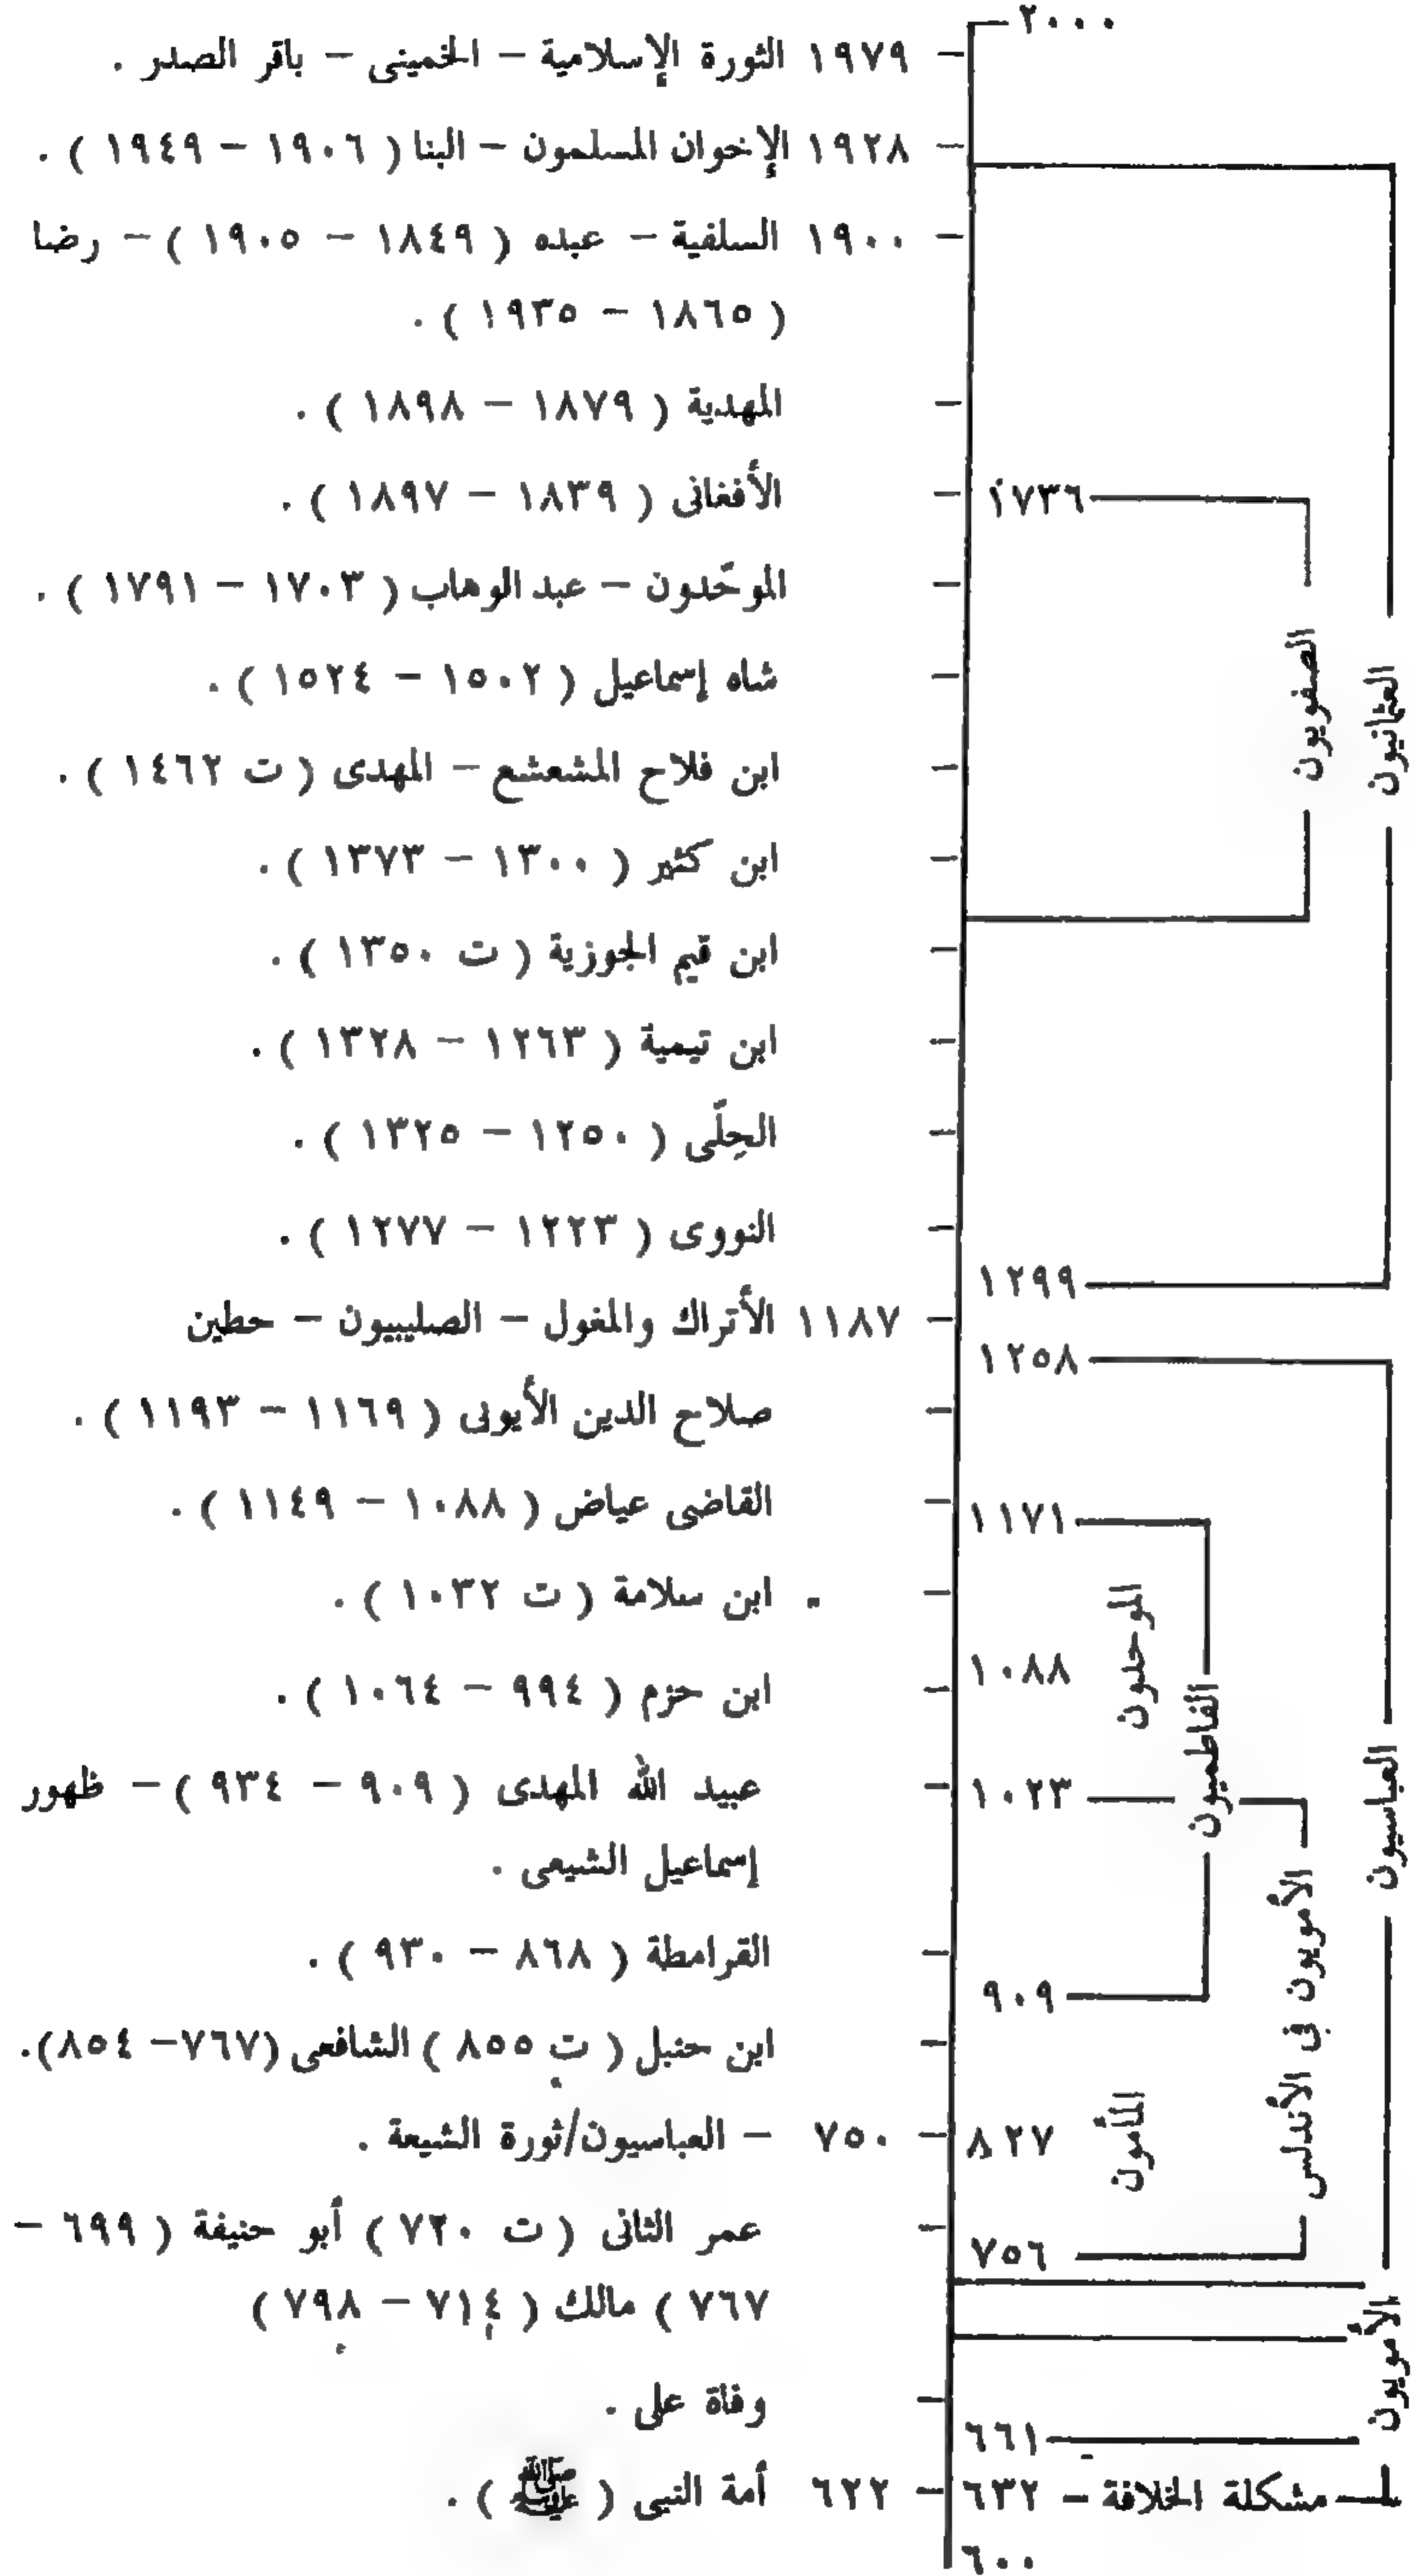 ٢٠٠٠
١٩٧٩ الثورة الإسلامية – الخمينى – باقر الصدر .
١٩٢٨ الإخوان المسلمون – البنا ( ١٩٠٦ – ١٩٤٩ ) .
١٩٠٠ السلفية – عبده ( ١٨٤٩ – ١٩٠٥ ) – رضا
( ١٨٦٥ – ١٩٣٥ ) .
المهدية ( ١٨٧٩ – ١٨٩٨ ) .
١٧٣٦
الأفغانى ( ١٨٣٩ – ١٨٩٧ ) .
الموحّدون – عبد الوهاب ( ١٧٠٣ – ١٧٩١ ) .
العثمانيون
الصفويون
شاه إسماعيل ( ١٥٠٢ – ١٥٢٤ ) .
ابن فلاح المشعشع – المهدى ( ت ١٤٦٢ ) .
ابن كثير ( ١٣٠٠ – ١٣٧٣ ) .
ابن قيم الجوزية ( ت ١٣٥٠ ) .
ابن تيمية ( ١٢٦٣ – ١٣٢٨ ) .
الحِلّى ( ١٢٥٠ – ١٣٢٥ ) .
النووى ( ١٢٢٣ – ١٢٧٧ ) .
١٢٩٩
١١٨٧ الأتراك والمغول – الصليبيون – حطين
١٢٥٨
صلاح الدين الأيوبى ( ١١٦٩ – ١١٩٣ ) .
القاضى عياض ( ١٠٨٨ – ١١٤٩ ) .
١١٧١
ابن سلامة ( ت ١٠٣٢ ) .
الموحدون
١٠٨٨
ابن حزم ( ٩٩٤ – ١٠٦٤ ) .
العباسيون
الفاطميون
١٠٢٣
عبيد الله المهدى ( ٩٠٩ – ٩٣٤ ) – ظهور
إسماعيل الشيعى .
القرامطة ( ٨٦٨ – ٩٣٠ ) .
٩٠٩
الأمويون فى الأندلس
ابن حنبل ( ت ٨٥٥ ) الشافعى (٧٦٧– ٨٥٤).
المأمون
٨٢٧
٧٥٠ – العباسيون/ثورة الشيعة .
٧٥٦
عمر الثانى ( ت ٧٢٠ ) أبو حنيفة ( ٦٩٩ –
٧٦٧ ) مالك ( ٧١٤ – ٧٩٨ )
الأمويون
وفاة على .
٦٦١
مشكلة الخلافة – ٦٣٢
٦٢٢ أمة النبى ( ﷺ ) .
٦٠٠